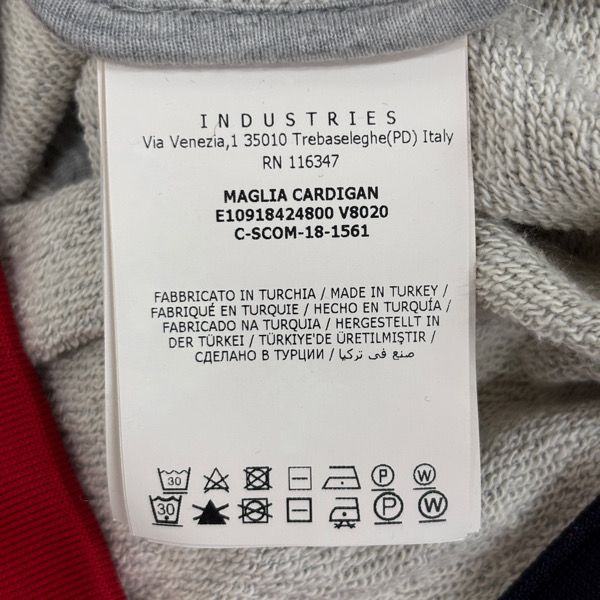 INDUSTRIES
Via Venezia,1 35010 Trebaseleghe(PD) Italy
RN 116347
MAGLIA CARDIGAN
E10918424800 V8020
C-SCOM-18-1561
FABBRICATO IN TURCHIA / MADE IN TURKEY /
FABRIQUÉ EN TURQUIE / HECHO EN TURQUÍA /
FABRICADO NA TURQUIA / HERGESTELLT IN
DER TÜRKEI / TÜRKIYE'DE ÜRETILMIŞTIR /
СДЕЛАНО В ТУРЦИИ / صنع في تركيا
30 P W
30 P W